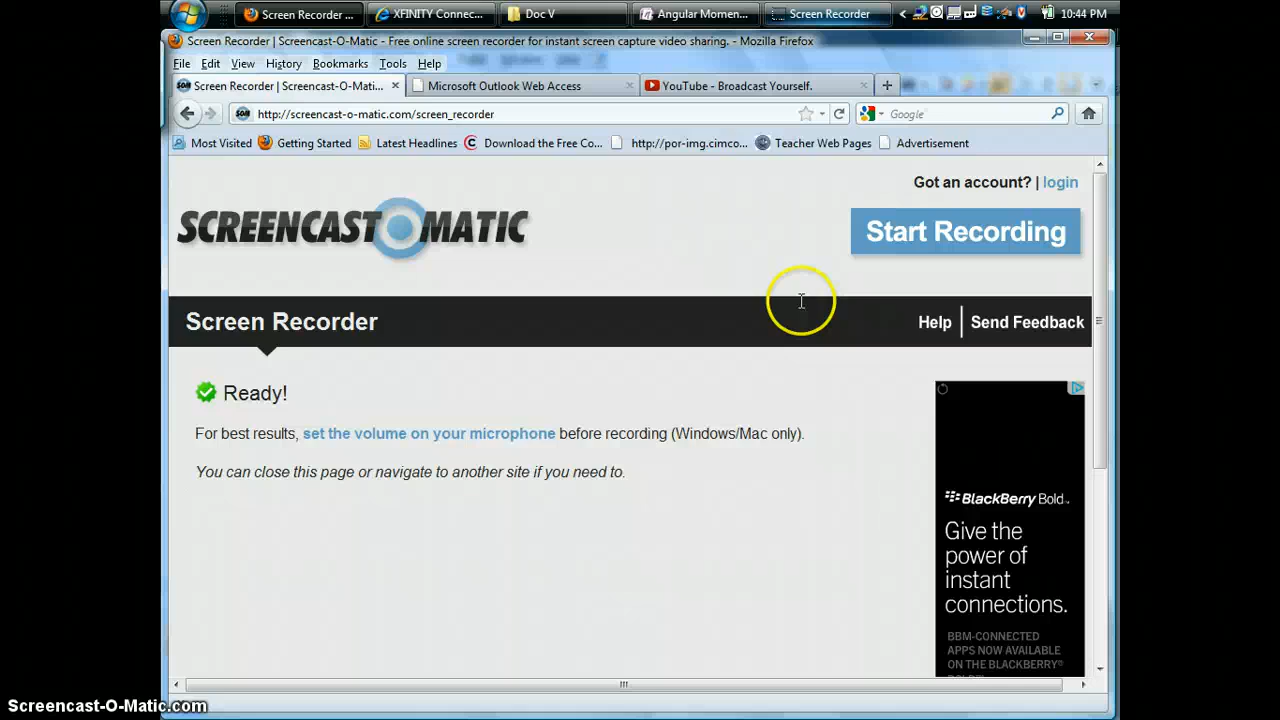 Screen Recorder ...
XFINITY Connec...
Doc V
Angular Momen...
Screen Recorder
10:44 PM
Screen Recorder | Screencast-O-Matic - Free online screen recorder for instant screen capture video sharing. - Mozilla Firefox
File Edit View History Bookmarks Tools Help
Screen Recorder | Screencast-O-Mati...
Microsoft Outlook Web Access
YouTube - Broadcast Yourself.
http://screencast-o-matic.com/screen_recorder
Google
Most Visited
Getting Started
Latest Headlines
Download the Free Co...
http://por-img.cimco...
Teacher Web Pages
Advertisement
Got an account? | login
SCREENCAST O MATIC
Start Recording
Screen Recorder
Help
Send Feedback
Ready!
For best results, set the volume on your microphone before recording (Windows/Mac only).
You can close this page or navigate to another site if you need to.
BlackBerry Bold™
Give the
power of
instant
connections.
BBM-CONNECTED
APPS NOW AVAILABLE
ON THE BLACKBERRY®
Screencast-O-Matic.com